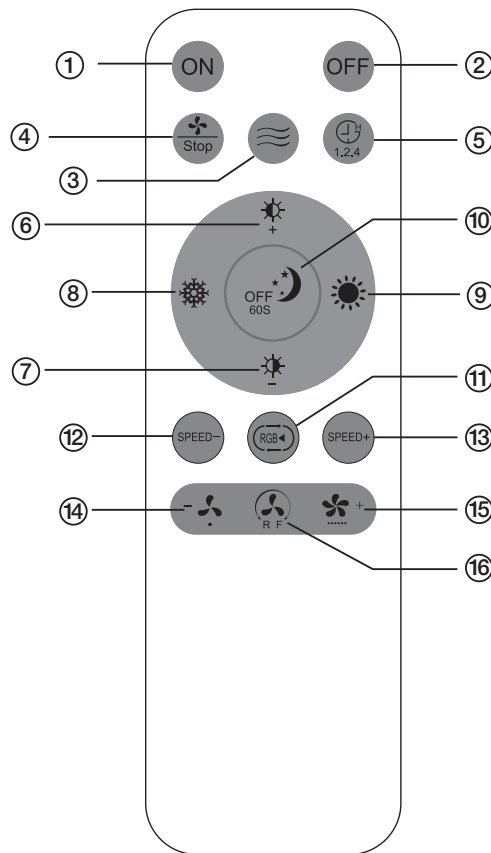 ① ON OFF ②
④ Stop H 1.2.4 ⑤
③
⑥ + ⑩
⑧ OFF 60S ⑨
⑦ −
⑪
⑫ SPEED− RGB SPEED+ ⑬
⑭ − + ⑮
R F
⑯